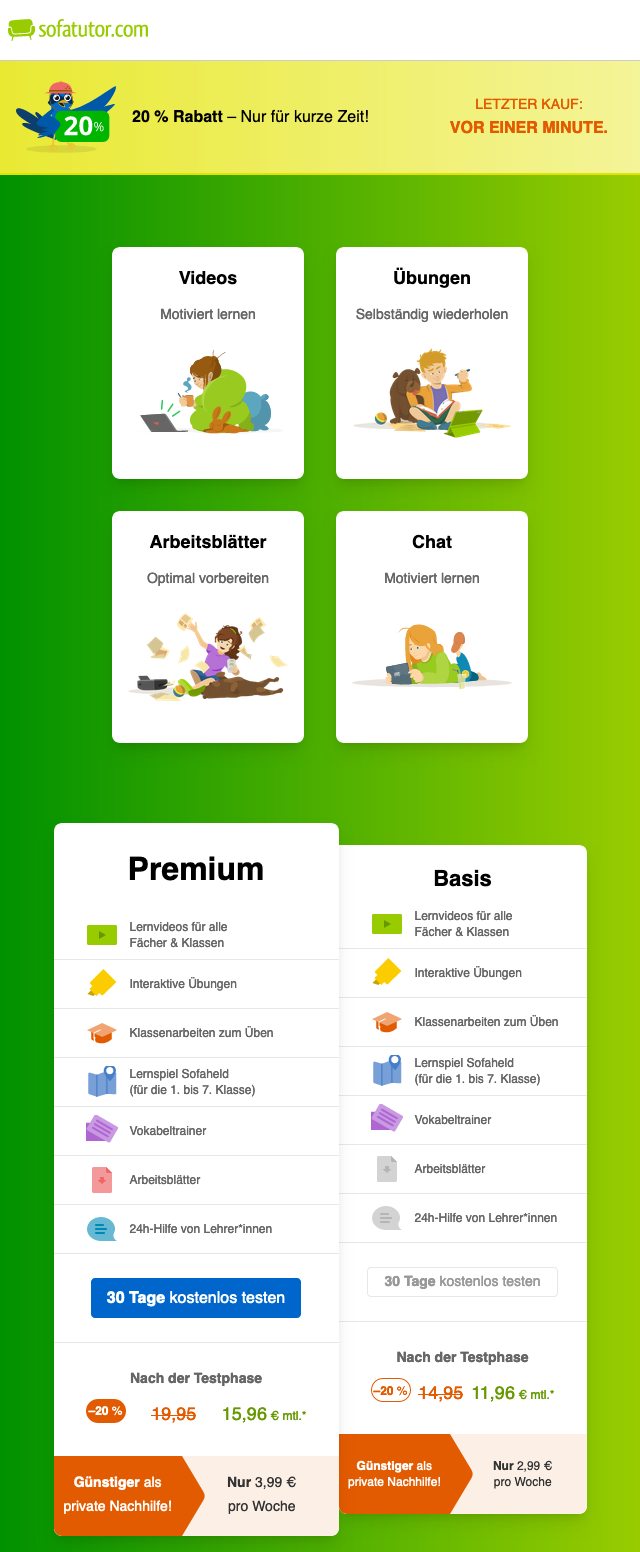 sofatutor.com
20%
20 % Rabatt – Nur für kurze Zeit!
LETZTER KAUF:
VOR EINER MINUTE.
Videos
Motiviert lernen
Übungen
Selbständig wiederholen
Arbeitsblätter
Optimal vorbereiten
Chat
Motiviert lernen
Premium
Lernvideos für alle
Fächer & Klassen
Interaktive Übungen
Klassenarbeiten zum Üben
Lernspiel Sofaheld
(für die 1. bis 7. Klasse)
Vokabeltrainer
Arbeitsblätter
24h-Hilfe von Lehrer*innen
30 Tage kostenlos testen
Nach der Testphase
–20 % 19,95 15,96 € mtl.*
Günstiger als
private Nachhilfe!
Nur 3,99 €
pro Woche
Basis
Lernvideos für alle
Fächer & Klassen
Interaktive Übungen
Klassenarbeiten zum Üben
Lernspiel Sofaheld
(für die 1. bis 7. Klasse)
Vokabeltrainer
Arbeitsblätter
24h-Hilfe von Lehrer*innen
30 Tage kostenlos testen
Nach der Testphase
–20 % 14,95 11,96 € mtl.*
Günstiger als
private Nachhilfe!
Nur 2,99 €
pro Woche